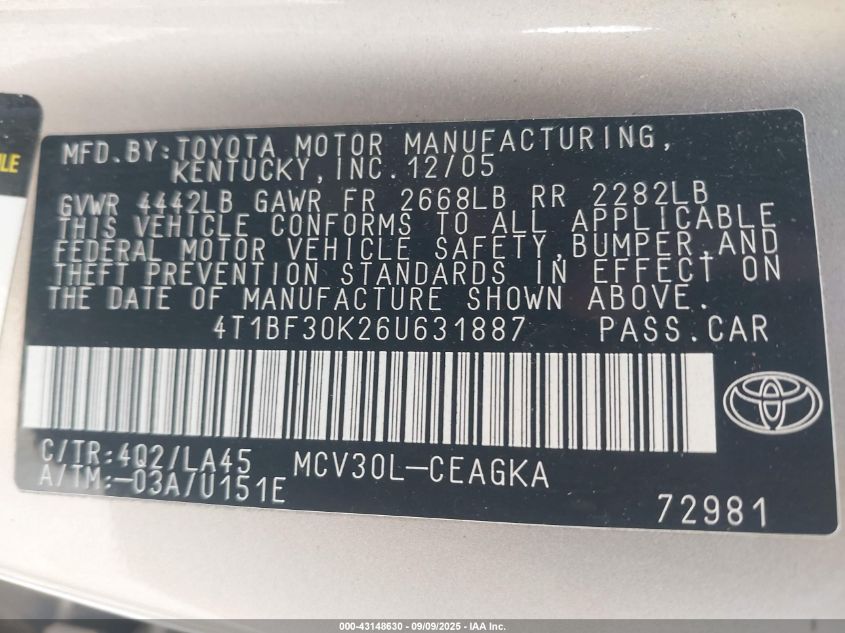 MFD.BY:TOYOTA MOTOR MANUFACTURING,
KENTUCKY,INC.12/05
GVWR 4442LB GAWR FR 2668LB RR 2282LB
THIS VEHICLE CONFORMS TO ALL APPLICABLE
FEDERAL MOTOR VEHICLE SAFETY,BUMPER,AND
THEFT PREVENTION STANDARDS IN EFFECT ON
THE DATE OF MANUFACTURE SHOWN ABOVE.
4T1BF30K26U631887 PASS.CAR
C/TR:4Q2/LA45 MCV30L-CEAGKA
A/TM:-03A/U151E
72981
000-43148630 - 09/09/2025 - IAA Inc.